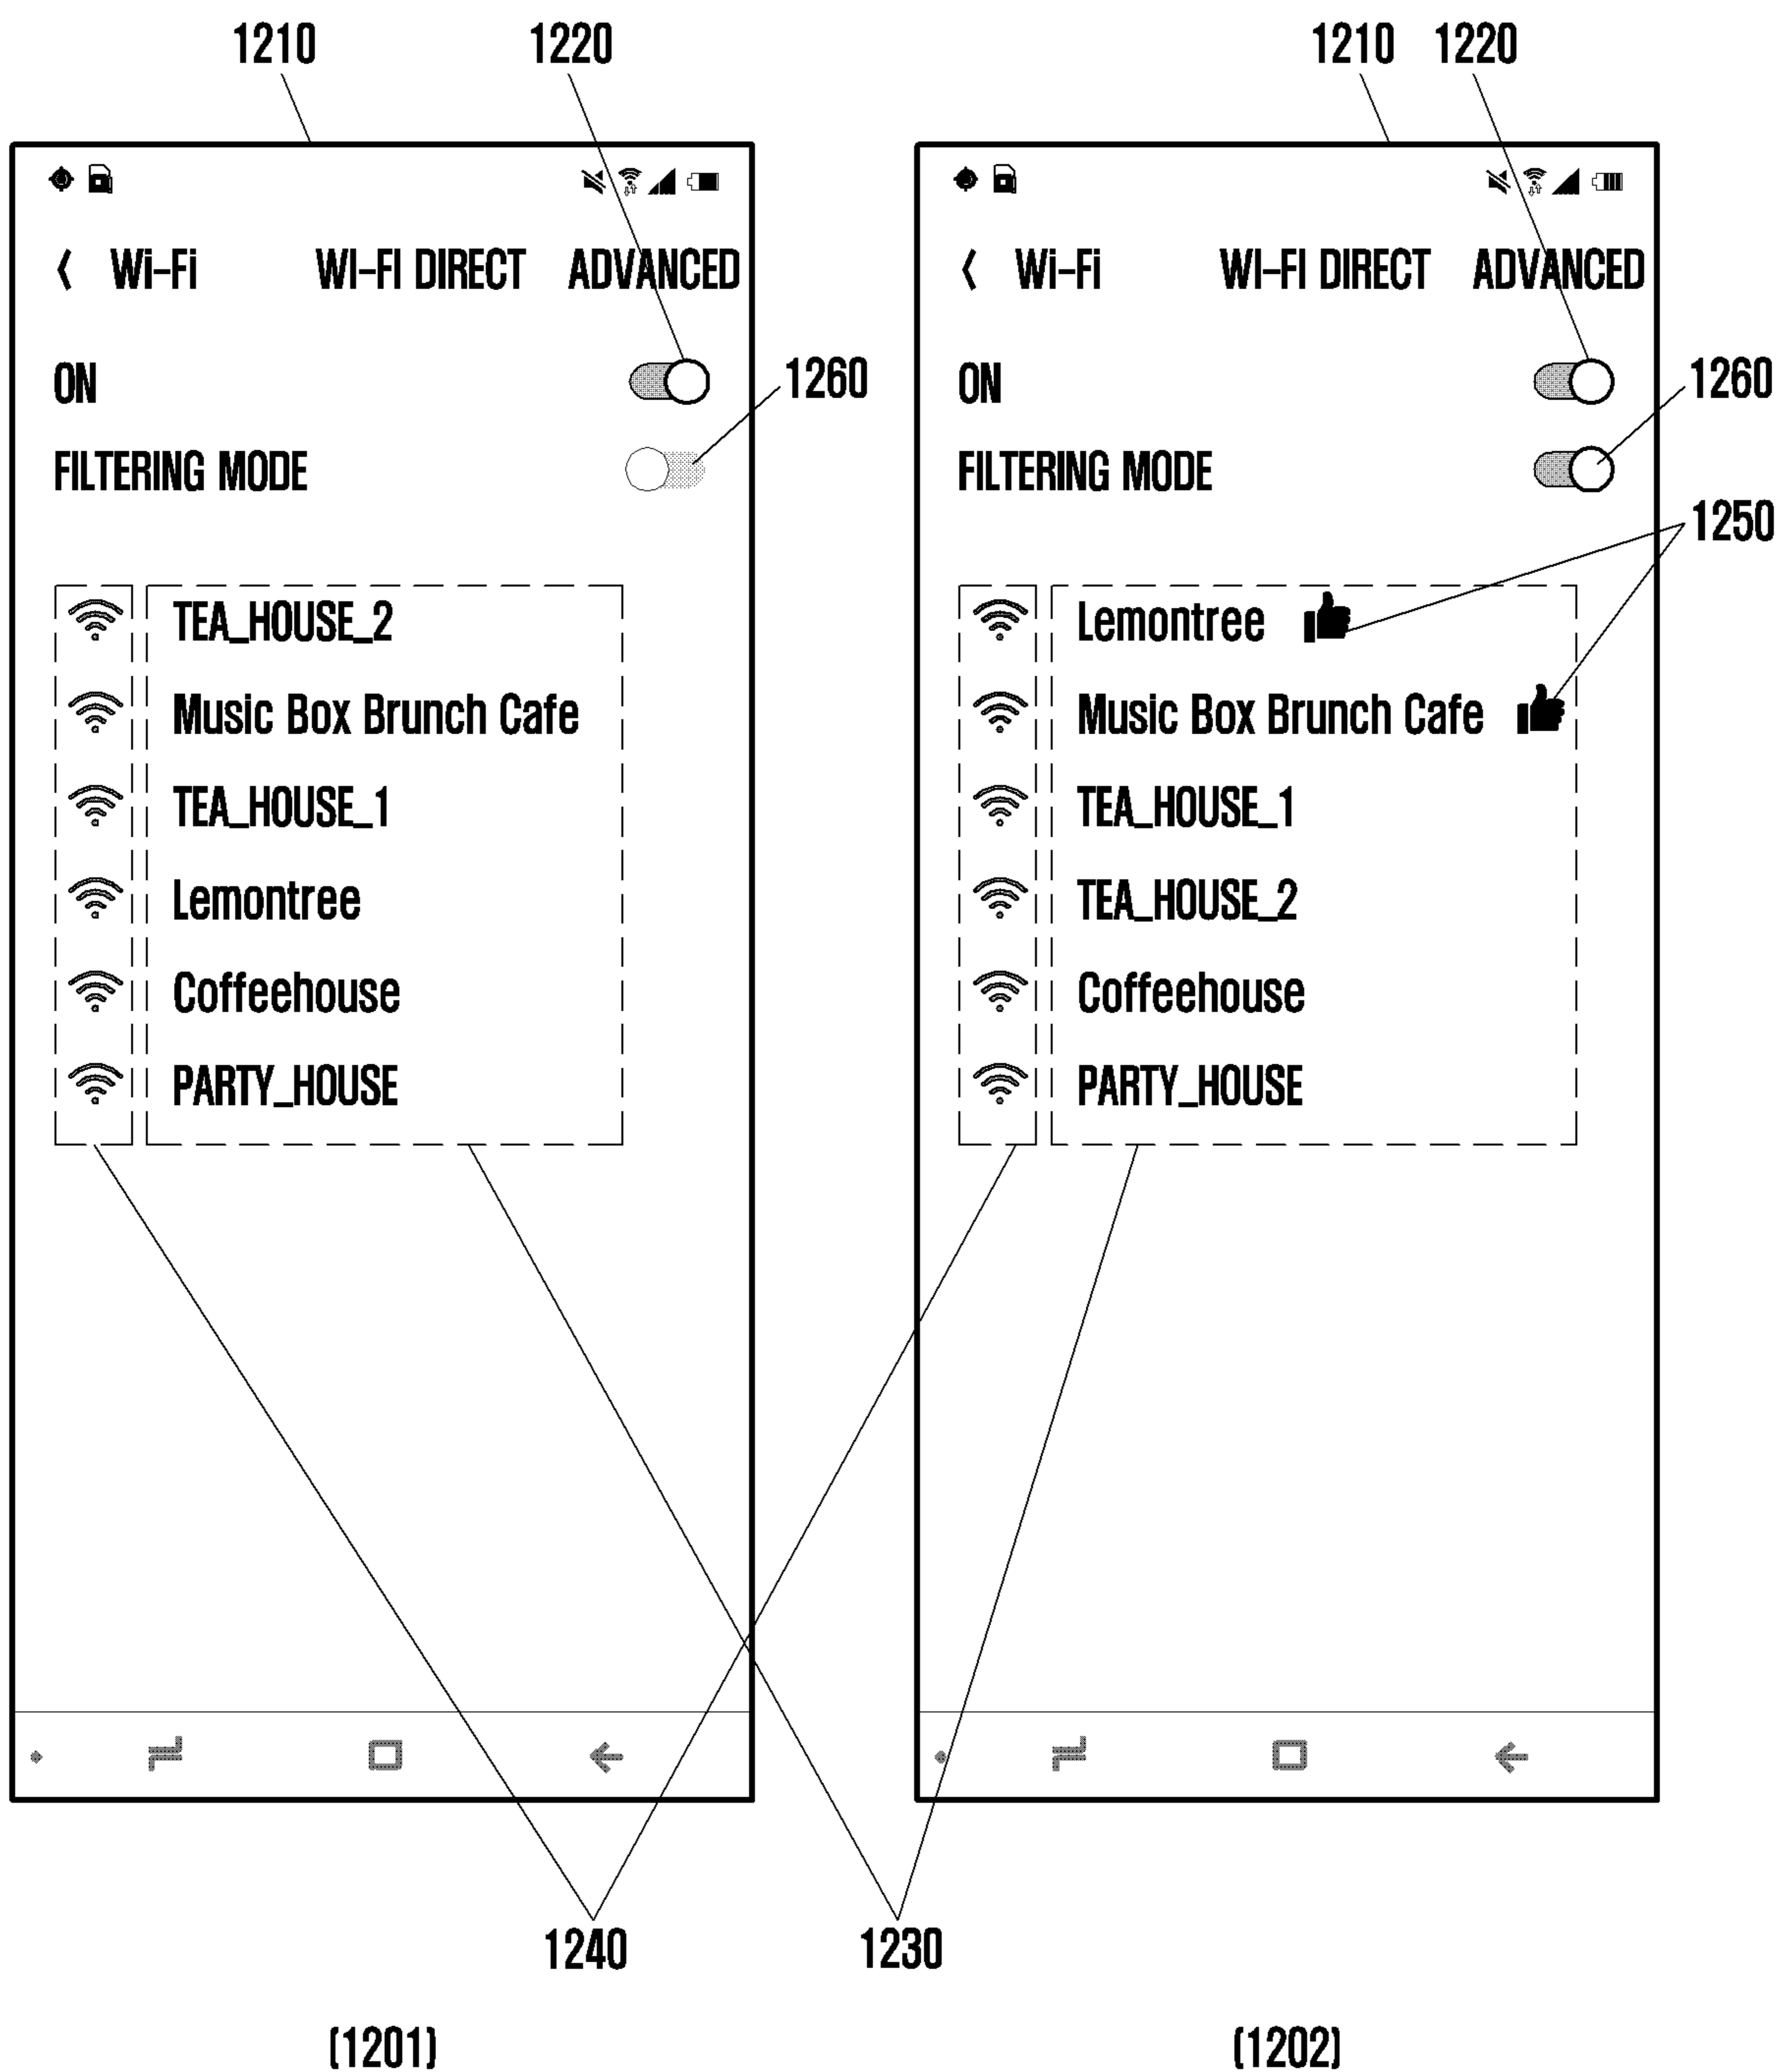 1210 1220 1210 1220
Wi-Fi WI-FI DIRECT ADVANCED
ON
1260
FILTERING MODE
TEA_HOUSE_2
Music Box Brunch Cafe
TEA_HOUSE_1
Lemontree
Coffeehouse
PARTY_HOUSE
Wi-Fi WI-FI DIRECT ADVANCED
ON
1260
FILTERING MODE
1250
Lemontree
Music Box Brunch Cafe
TEA_HOUSE_1
TEA_HOUSE_2
Coffeehouse
PARTY_HOUSE
1240 1230
(1201) (1202)